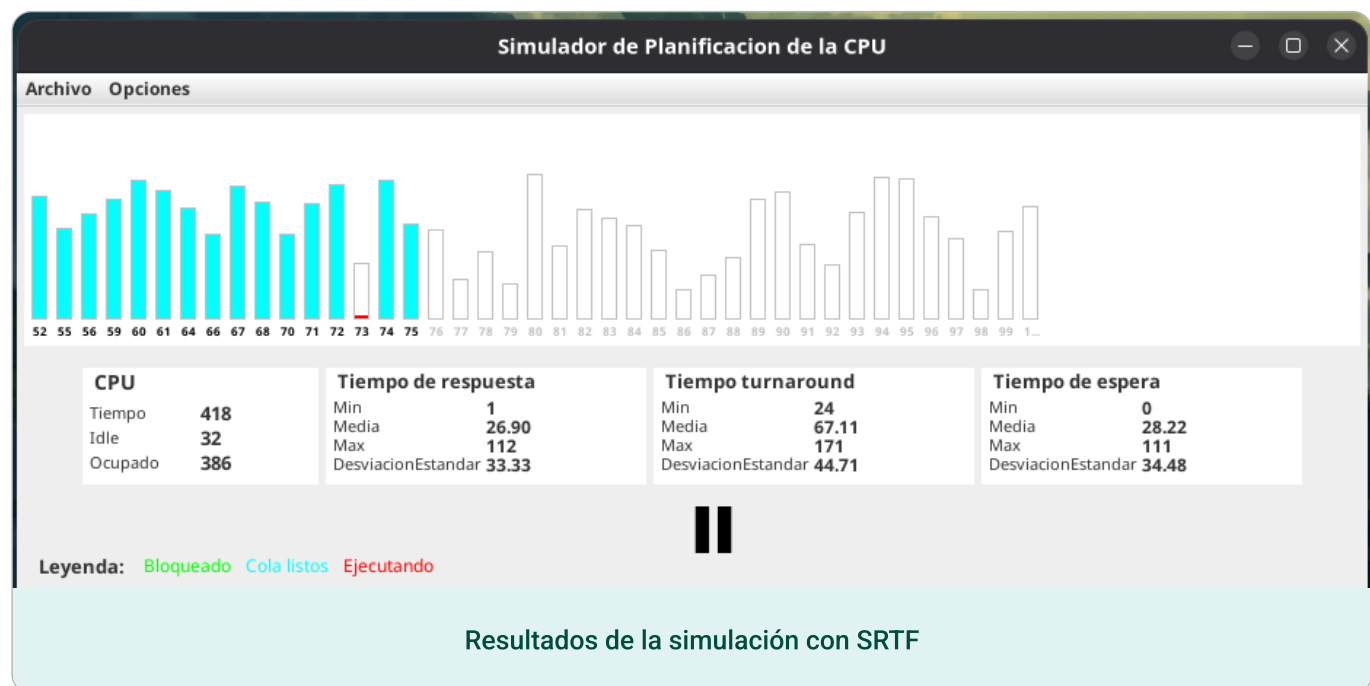 Simulador de Planificacion de la CPU
Archivo Opciones
52 55 56 59 60 61 64 66 67 68 70 71 72 73 74 75 76 77 78 79 80 81 82 83 84 85 86 87 88 89 90 91 92 93 94 95 96 97 98 99 1...
CPU
Tiempo 418
Idle 32
Ocupado 386
Tiempo de respuesta
Min 1
Media 26.90
Max 112
DesviacionEstandar 33.33
Tiempo turnaround
Min 24
Media 67.11
Max 171
DesviacionEstandar 44.71
Tiempo de espera
Min 0
Media 28.22
Max 111
DesviacionEstandar 34.48
Leyenda: Bloqueado Cola listos Ejecutando
Resultados de la simulación con SRTF